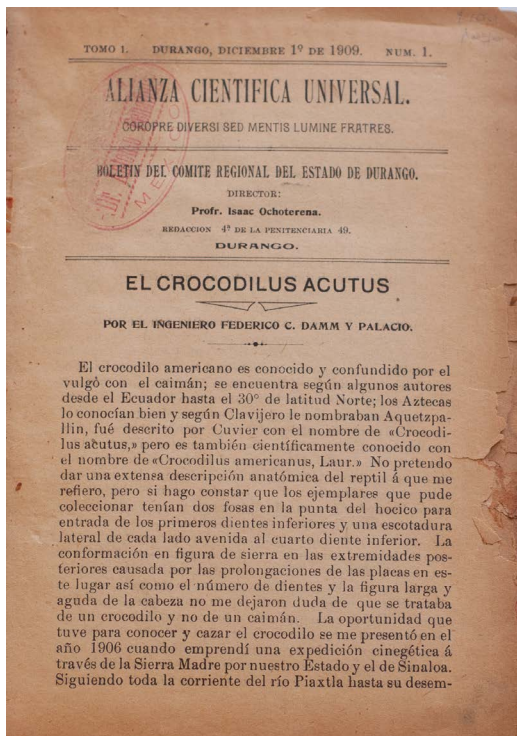 TOMO 1. DURANGO, DICIEMBRE 1º DE 1909. NUM. 1.
ALIANZA CIENTIFICA UNIVERSAL.
COROPRE DIVERSI SED MENTIS LUMINE FRATRES.
BOLETIN DEL COMITE REGIONAL DEL ESTADO DE DURANGO.
DIRECTOR:
Profr. Isaac Ochoterena.
REDACCION 4ª DE LA PENITENCIARIA 49.
DURANGO.
EL CROCODILUS ACUTUS
POR EL INGENIERO FEDERICO C. DAMM Y PALACIO.
El crocodilo americano es conocido y confundido por el
vulgo con el caimán; se encuentra según algunos autores
desde el Ecuador hasta el 30° de latitud Norte; los Aztecas
lo conocían bien y según Clavijero le nombraban Aquetzpa-
llin, fué descrito por Cuvier con el nombre de «Crocodi-
lus acutus,» pero es también científicamente conocido con
el nombre de «Crocodilus americanus, Laur.» No pretendo
dar una extensa descripción anatómica del reptil á que me
refiero, pero si hago constar que los ejemplares que pude
coleccionar tenían dos fosas en la punta del hocico para
entrada de los primeros dientes inferiores y una escotadura
lateral de cada lado avenida al cuarto diente inferior. La
conformación en figura de sierra en las extremidades pos-
teriores causada por las prolongaciones de las placas en es-
te lugar así como el número de dientes y la figura larga y
aguda de la cabeza no me dejaron duda de que se trataba
de un crocodilo y no de un caimán. La oportunidad que
tuve para conocer y cazar el crocodilo se me presentó en el
año 1906 cuando emprendí una expedición cinegética á
través de la Sierra Madre por nuestro Estado y el de Sinaloa.
Siguiendo toda la corriente del río Piaxtla hasta su desem-